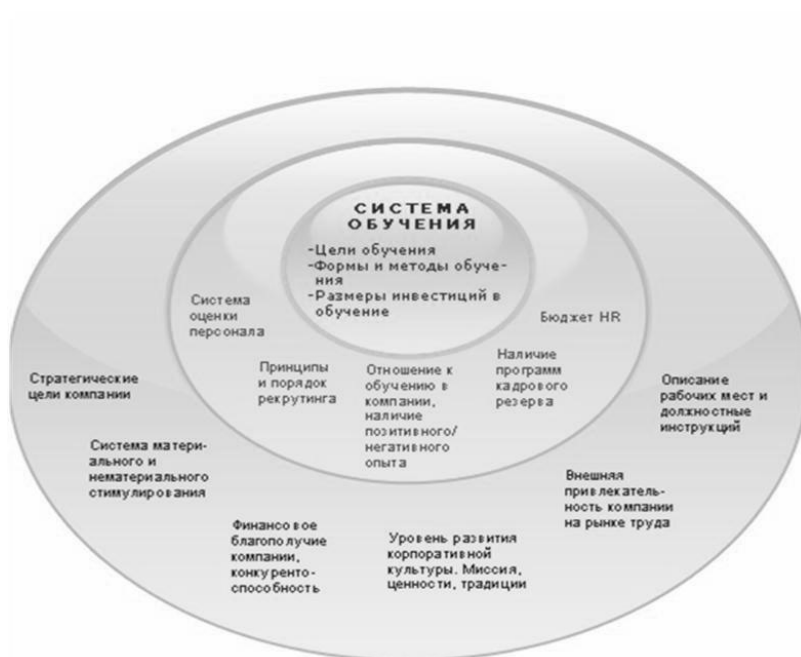 СИСТЕМА
ОБУЧЕНИЯ
-Цели обучения
-Формы и методы обуче-
ния
-Размеры инвестиций в
обучение
Система
оценки
персонала
Бюджет HR
Принципы
и порядок
рекрутинга
Отношение к
обучению в
компании,
наличие
позитивного/
негативного
опыта
Наличие
программ
кадрового
резерва
Стратегические
цели компании
Описание
рабочих мест и
должностные
инструкций
Система матери-
ального и
нематериального
стимулирования
Внешняя
привлекатель-
ность компании
на рынке труда
Финансовое
благополучие
компании,
конкуренто-
способность
Уровень развития
корпоративной
культуры. Миссия,
ценности, традиции